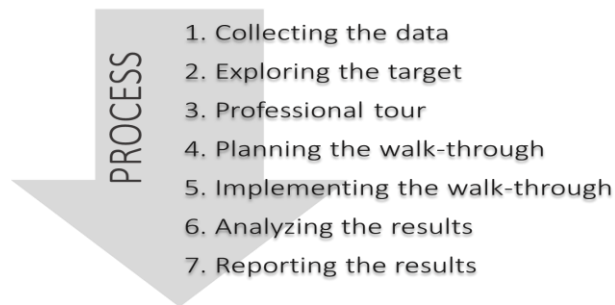 PROCESS
1. Collecting the data
2. Exploring the target
3. Professional tour
4. Planning the walk-through
5. Implementing the walk-through
6. Analyzing the results
7. Reporting the results